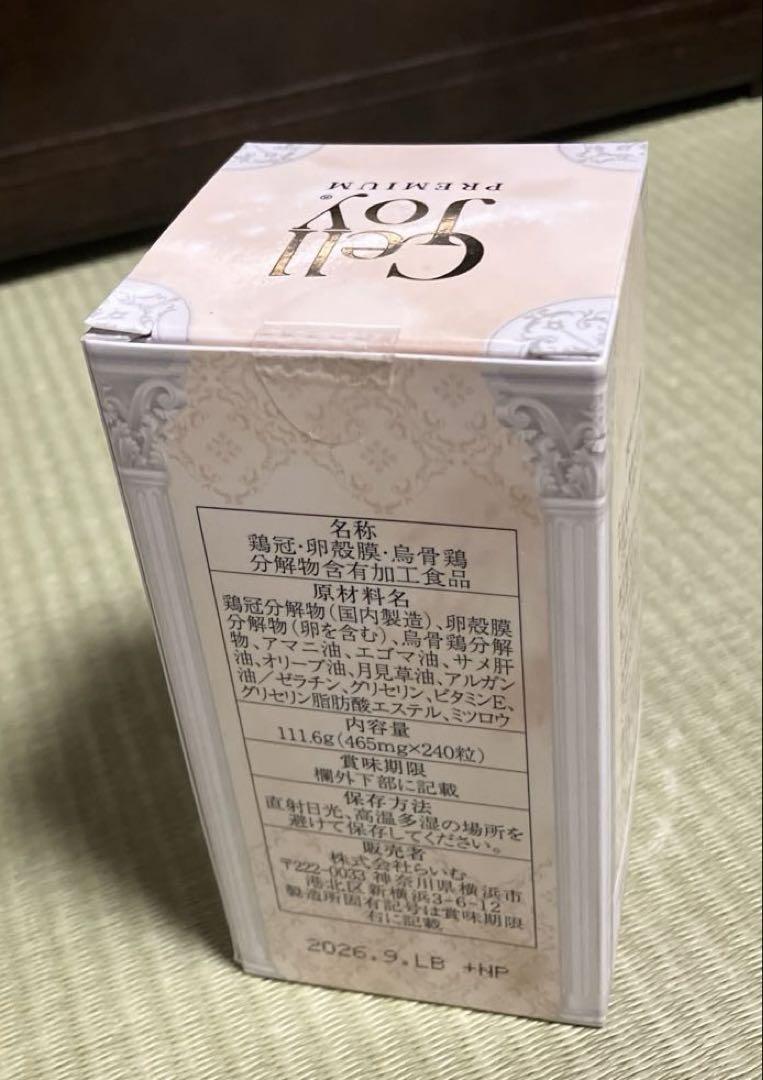 Cell
Joy®
PREMIUM
名称
鶏冠・卵殻膜・烏骨鶏
分解物含有加工食品
原材料名
鶏冠分解物(国内製造)、卵殻膜
分解物(卵を含む)、烏骨鶏分解
物、アマニ油、エゴマ油、サメ肝
油、オリーブ油、月見草油、アルガン
油/ゼラチン、グリセリン、ビタミンE、
グリセリン脂肪酸エステル、ミツロウ
内容量
111.6g(465mg×240粒)
賞味期限
欄外下部に記載
保存方法
直射日光、高温多湿の場所を
避けて保存してください。
販売者
株式会社らいむ
〒222-0033 神奈川県横浜市
港北区新横浜3-6-12
製造所固有記号は賞味期限
右に記載
2026.9.LB +NP